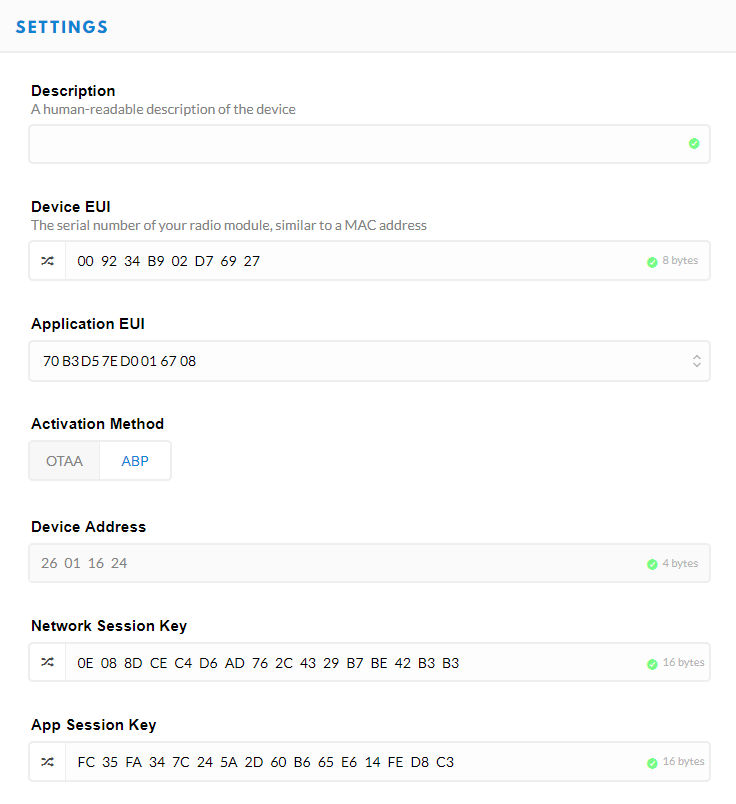 SETTINGS
Description
A human-readable description of the device
Device EUI
The serial number of your radio module, similar to a MAC address
00 92 34 B9 02 D7 69 27 8 bytes
Application EUI
70 B3 D5 7E D0 01 67 08
Activation Method
OTAA ABP
Device Address
26 01 16 24 4 bytes
Network Session Key
0E 08 8D CE C4 D6 AD 76 2C 43 29 B7 BE 42 B3 B3 16 bytes
App Session Key
FC 35 FA 34 7C 24 5A 2D 60 B6 65 E6 14 FE D8 C3 16 bytes